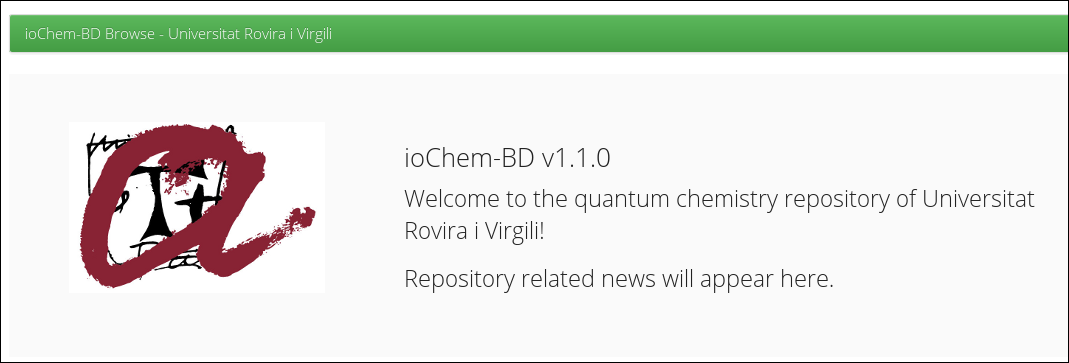 ioChem-BD Browse - Universitat Rovira i Virgili
ioChem-BD v1.1.0
Welcome to the quantum chemistry repository of Universitat
Rovira i Virgili!
Repository related news will appear here.